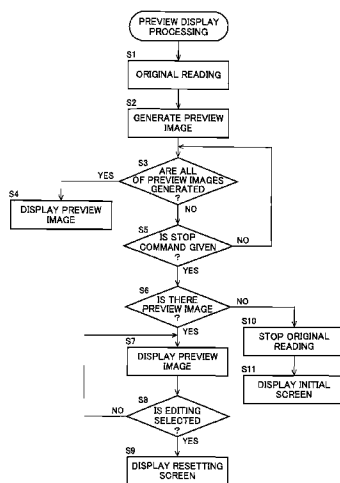 PREVIEW DISPLAY
PROCESSING
S1
ORIGINAL READING
S2
GENERATE PREVIEW
IMAGE
S3
ARE ALL
OF PREVIEW IMAGES
GENERATED
?
YES
NO
S4
DISPLAY PREVIEW
IMAGE
S5
IS STOP
COMMAND GIVEN
?
NO
YES
S6
IS THERE
PREVIEW IMAGE
?
NO
YES
S10
STOP ORIGINAL
READING
S7
DISPLAY PREVIEW
IMAGE
S11
DISPLAY INITIAL
SCREEN
S8
IS EDITING
SELECTED
?
NO
YES
S9
DISPLAY RESETTING
SCREEN